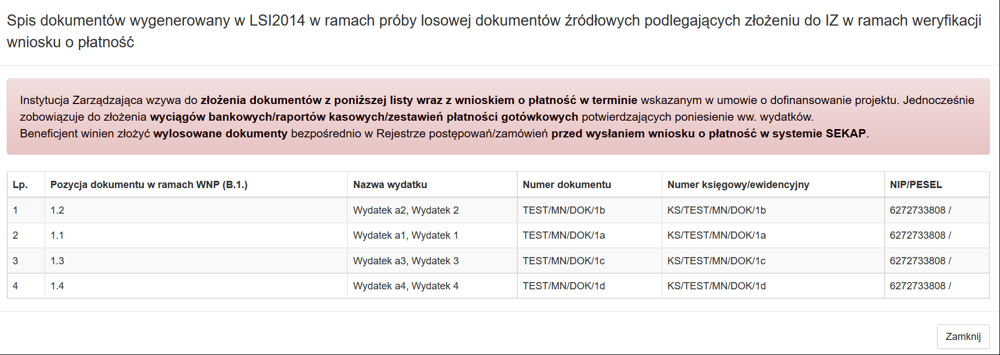 Spis dokumentów wygenerowany w LSI2014 w ramach próby losowej dokumentów źródłowych podlegających złożeniu do IZ w ramach weryfikacji
wniosku o płatność
Instytucja Zarządzająca wzywa do złożenia dokumentów z poniższej listy wraz z wnioskiem o płatność w terminie wskazanym w umowie o dofinansowanie projektu. Jednocześnie
zobowiązuje do złożenia wyciągów bankowych/raportów kasowych/zestawień płatności gotówkowych potwierdzających poniesienie ww. wydatków.
Beneficjent winien złożyć wylosowane dokumenty bezpośrednio w Rejestrze postępowań/zamówień przed wysłaniem wniosku o płatność w systemie SEKAP.
Lp. Pozycja dokumentu w ramach WNP (B.1.) Nazwa wydatku Numer dokumentu Numer księgowy/ewidencyjny NIP/PESEL
1 1.2 Wydatek a2, Wydatek 2 TEST/MN/DOK/1b KS/TEST/MN/DOK/1b 6272733808 /
2 1.1 Wydatek a1, Wydatek 1 TEST/MN/DOK/1a KS/TEST/MN/DOK/1a 6272733808 /
3 1.3 Wydatek a3, Wydatek 3 TEST/MN/DOK/1c KS/TEST/MN/DOK/1c 6272733808 /
4 1.4 Wydatek a4, Wydatek 4 TEST/MN/DOK/1d KS/TEST/MN/DOK/1d 6272733808 /
Zamknij